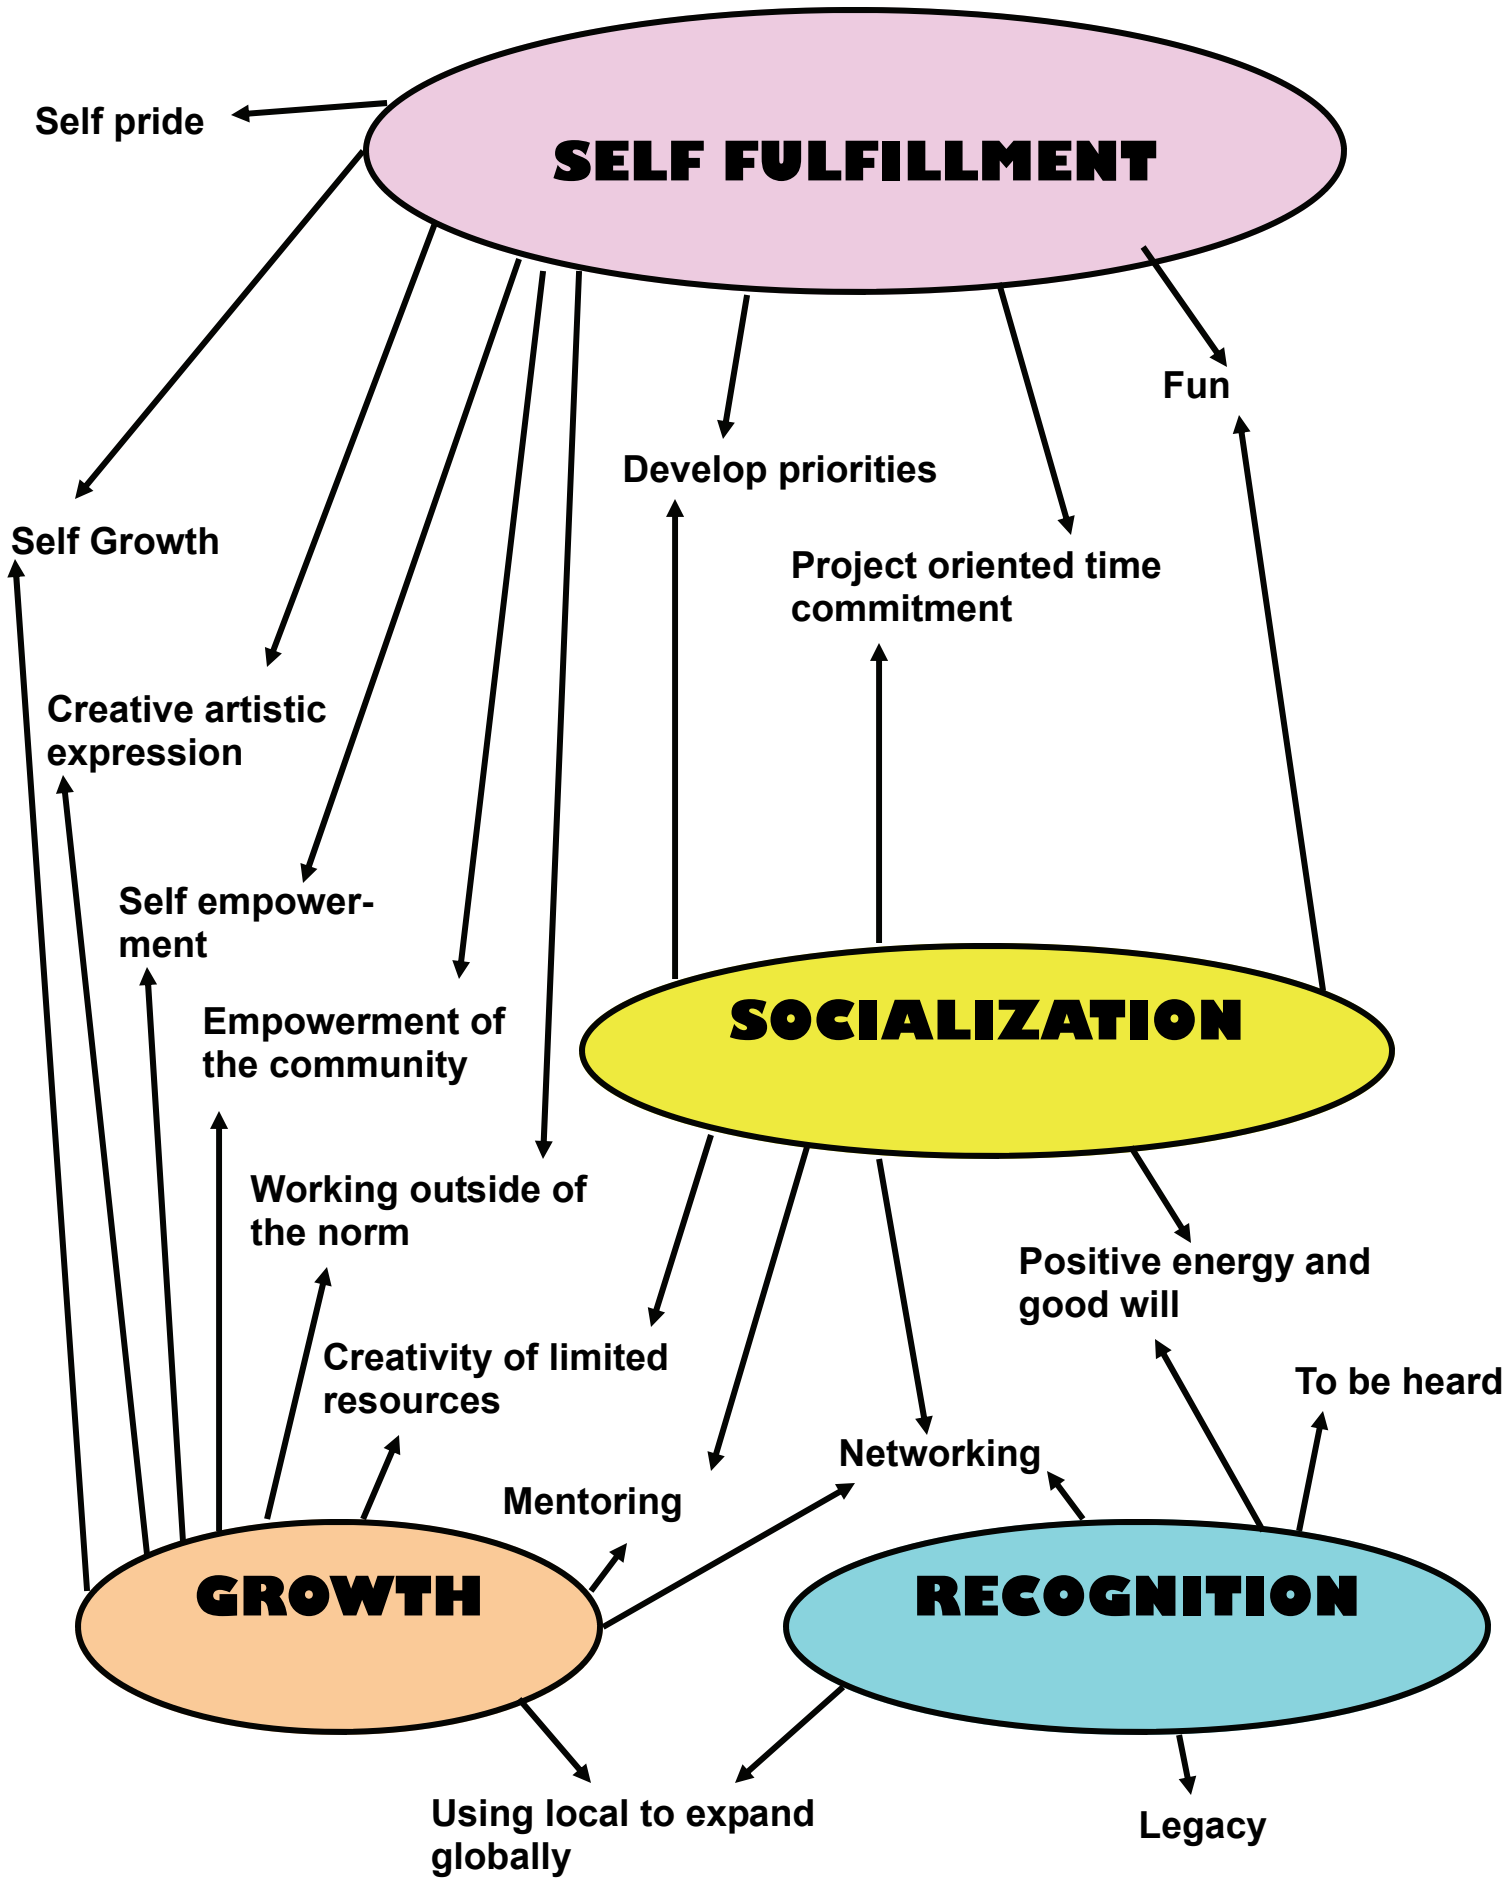 Self pride
SELF FULFILLMENT
Fun
Develop priorities
Self Growth
Project oriented time
commitment
Creative artistic
expression
Self empower-
ment
Empowerment of
the community
SOCIALIZATION
Working outside of
the norm
Positive energy and
good will
Creativity of limited
resources
To be heard
Networking
Mentoring
GROWTH
RECOGNITION
Using local to expand
globally
Legacy